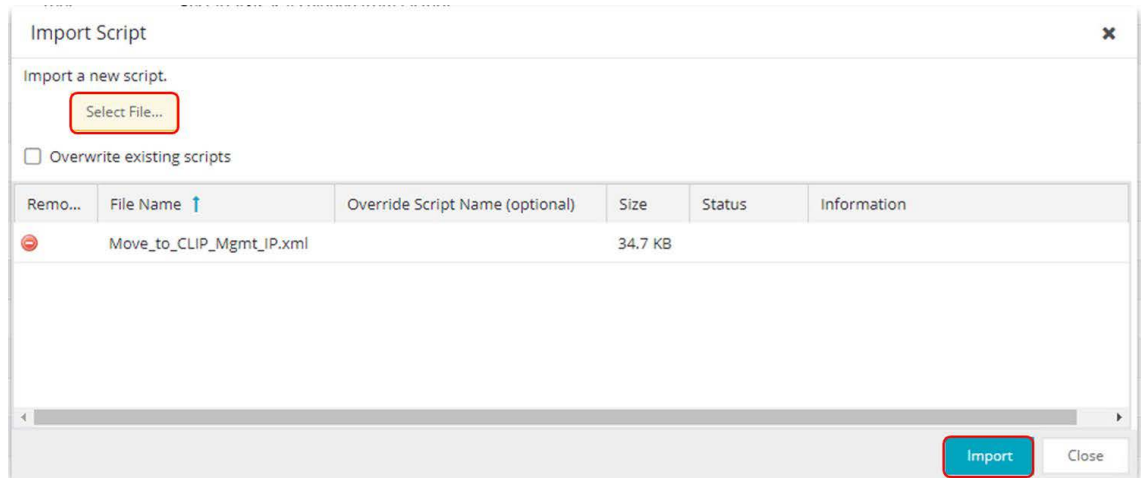 Import Script
Import a new script.
Select File...
Overwrite existing scripts
Remo... File Name Override Script Name (optional) Size Status Information
Move_to_CLIP_Mgmt_IP.xml 34.7 KB
Import Close